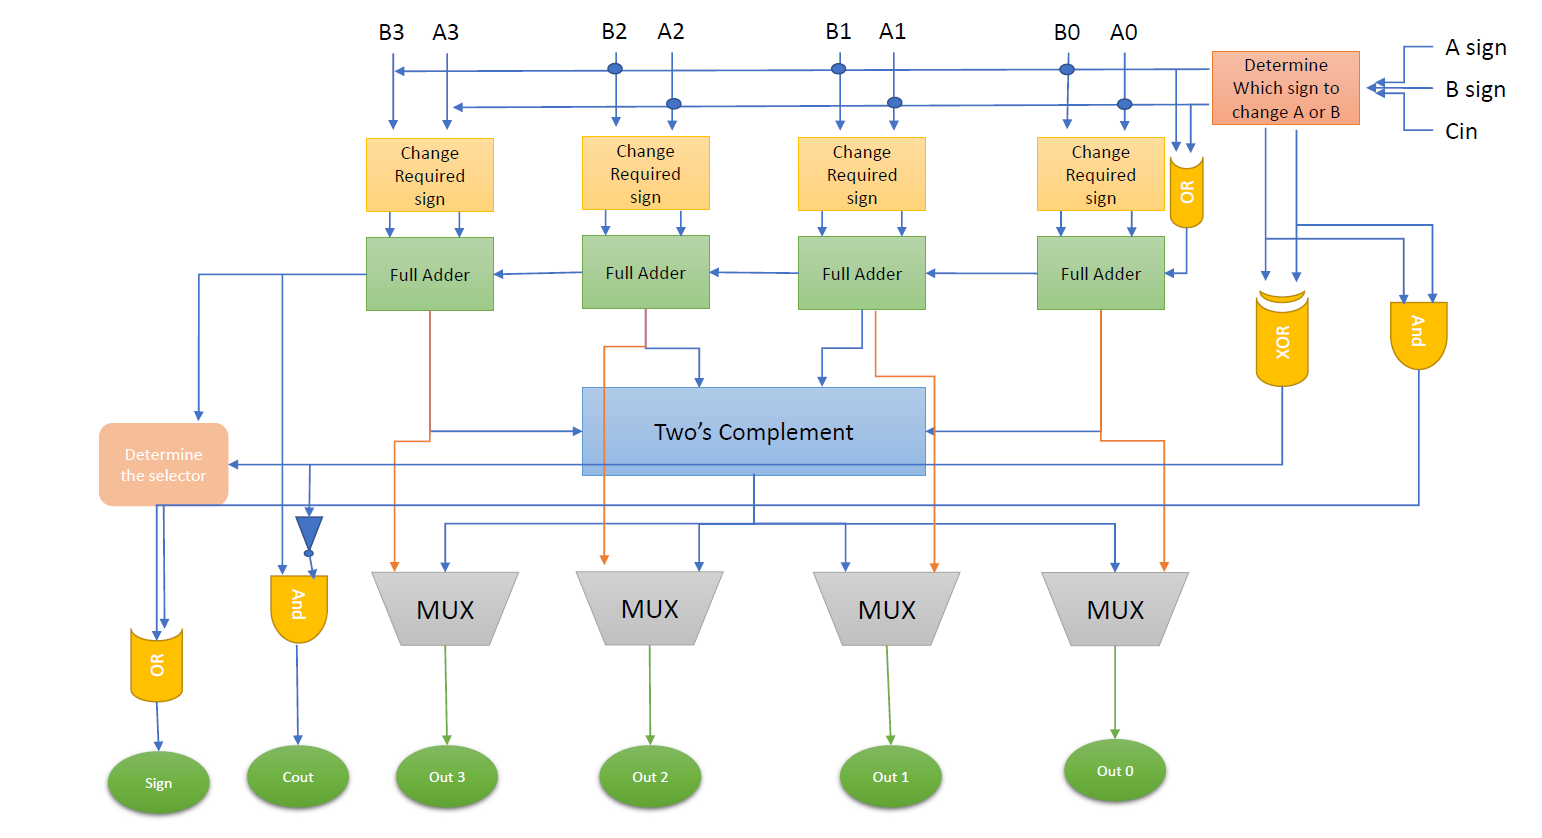 B3 A3 B2 A2 B1 A1 B0 A0
A sign
B sign
Cin
Determine
Which sign to
change A or B
Change
Required
sign
Change
Required
sign
Change
Required
sign
Change
Required
sign
OR
Full Adder
Full Adder
Full Adder
Full Adder
XOR
And
Two's Complement
Determine
the selector
And
MUX
MUX
MUX
MUX
OR
Sign
Cout
Out 3
Out 2
Out 1
Out 0